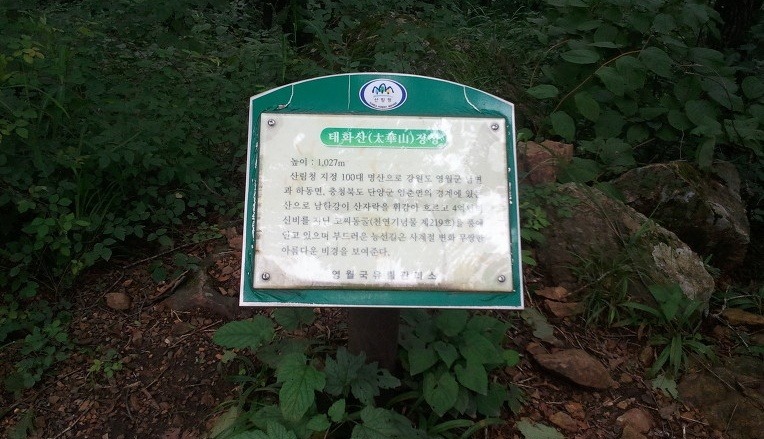 산림청
태화산(太華山)정상
높이 : 1,027m
산림청 지정 100대 명산으로 강원도 영월군 남면
과 하동면, 충청북도 단양군 영춘면의 경계에 있는
산으로 남한강이 산자락을 휘감아 흐르고 4억년의
신비를 지닌 고씨동굴(천연기념물 제219호)를 품에
안고 있으며 부드러운 능선길은 사계절 변화 무쌍한
아름다운 비경을 보여준다.
영월국유림관리소